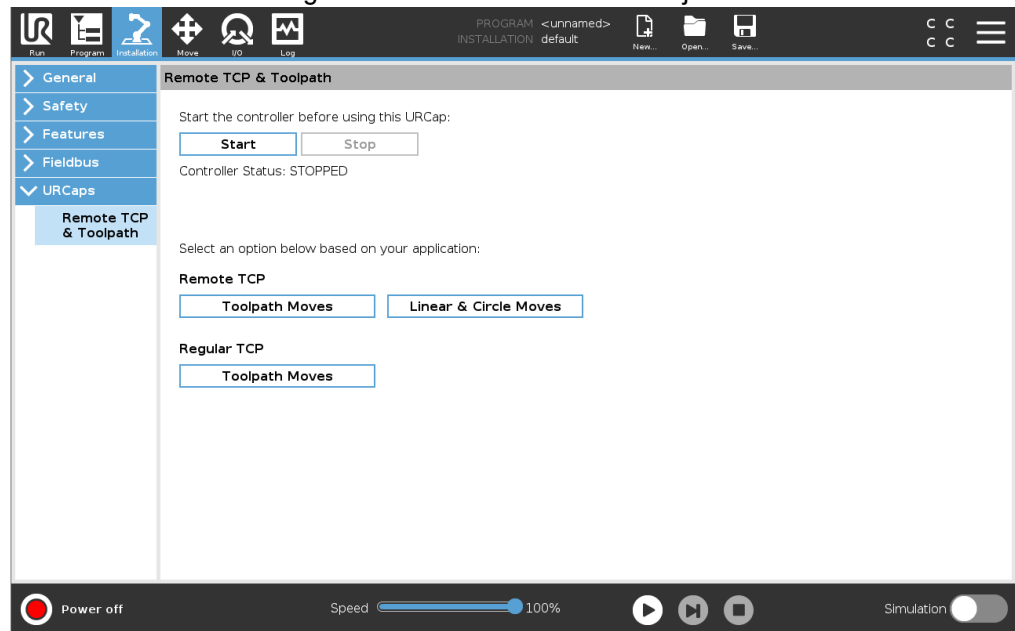 PROGRAM <unnamed>
INSTALLATION default
UR
Run Program Installation Move I/O Log New... Open... Save...
C C
C C
General
Safety
Features
Fieldbus
URCaps
Remote TCP
& Toolpath
Remote TCP & Toolpath
Start the controller before using this URCap:
Start Stop
Controller Status: STOPPED
Select an option below based on your application:
Remote TCP
Toolpath Moves Linear & Circle Moves
Regular TCP
Toolpath Moves
Power off Speed 100% Simulation